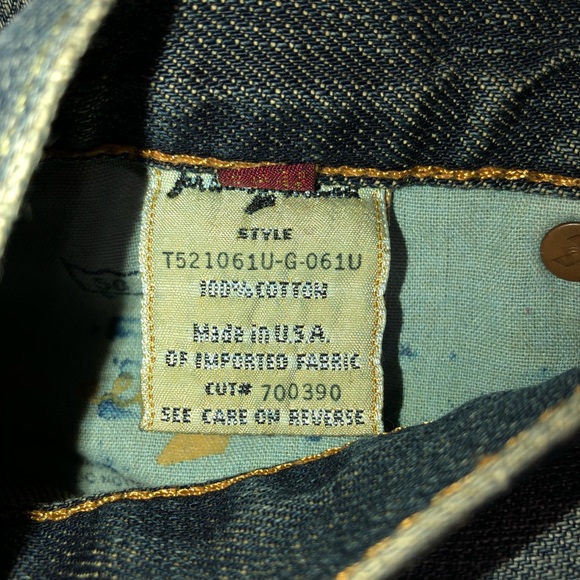 STYLE
T521061U-G-061U
100% COTTON
Made in U.S.A.
OF IMPORTED FABRIC
CUT# 700390
SEE CARE ON REVERSE